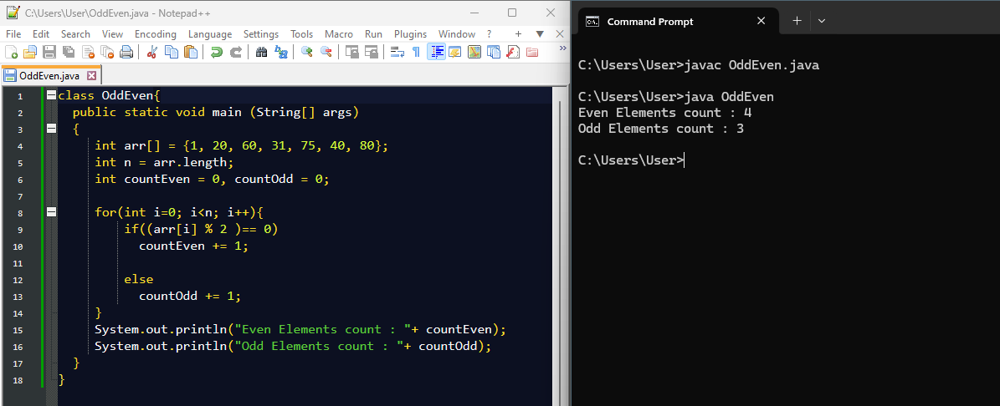 C:\Users\User\OddEven.java - Notepad++
File Edit Search View Encoding Language Settings Tools Macro Run Plugins Window ? + ▼ ✕
OddEven.java
1 class OddEven{
2 public static void main (String[] args)
3 {
4 int arr[] = {1, 20, 60, 31, 75, 40, 80};
5 int n = arr.length;
6 int countEven = 0, countOdd = 0;
7
8 for(int i=0; i<n; i++){
9 if((arr[i] % 2 )== 0)
10 countEven += 1;
11
12 else
13 countOdd += 1;
14 }
15 System.out.println("Even Elements count : "+ countEven);
16 System.out.println("Odd Elements count : "+ countOdd);
17 }
18 }
Command Prompt
C:\Users\User>javac OddEven.java
C:\Users\User>java OddEven
Even Elements count : 4
Odd Elements count : 3
C:\Users\User>